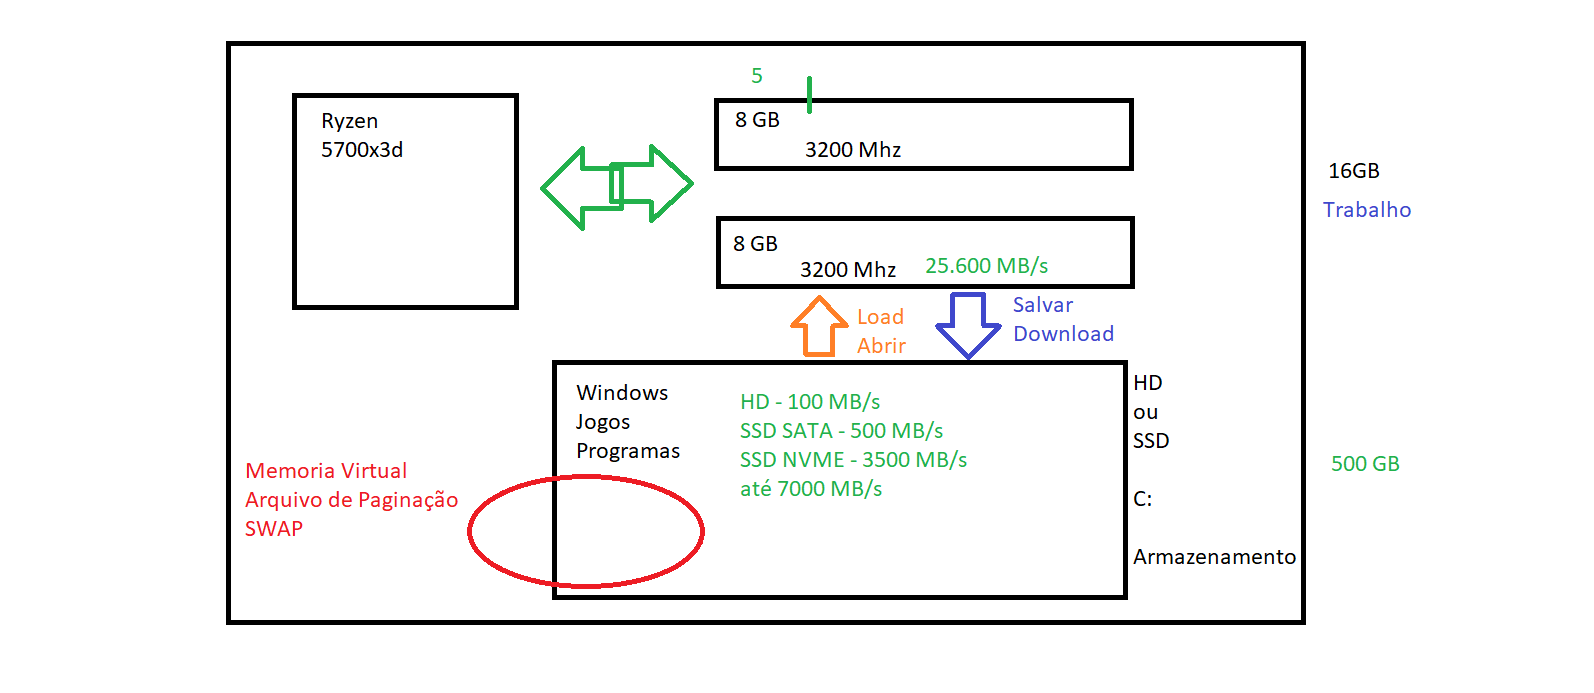 5
Ryzen
5700x3d
8 GB
3200 Mhz
16GB
Trabalho
8 GB
3200 Mhz
25.600 MB/s
Load
Abrir
Salvar
Download
Windows
Jogos
Programas
HD - 100 MB/s
SSD SATA - 500 MB/s
SSD NVME - 3500 MB/s
até 7000 MB/s
HD
ou
SSD
C:
Armazenamento
500 GB
Memoria Virtual
Arquivo de Paginação
SWAP